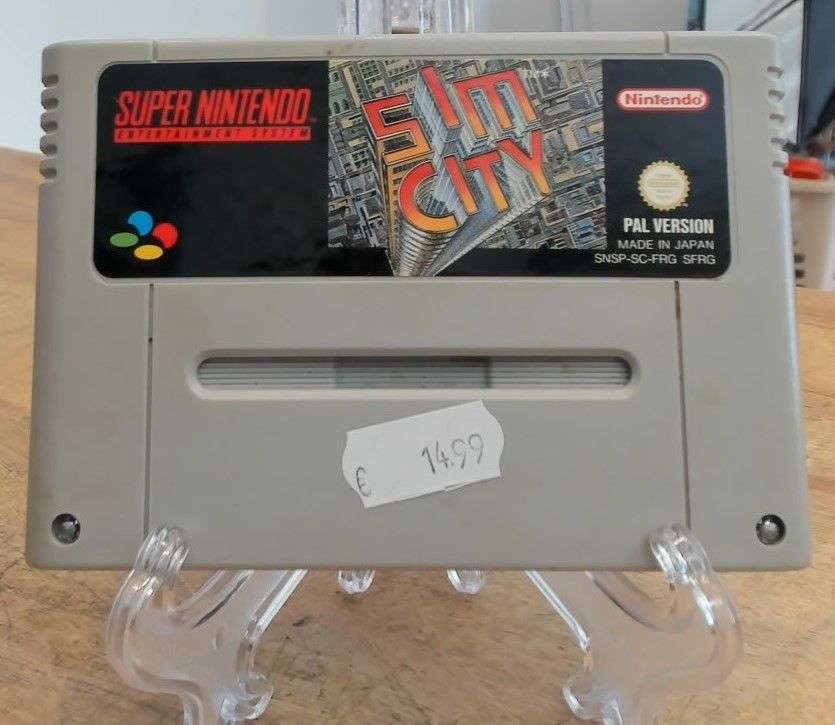 SUPER NINTENDO
ENTERTAINMENT SYSTEM
SIM
CITY
Nintendo
PAL VERSION
MADE IN JAPAN
SNSP-SC-FRG SFRG
€ 14.99